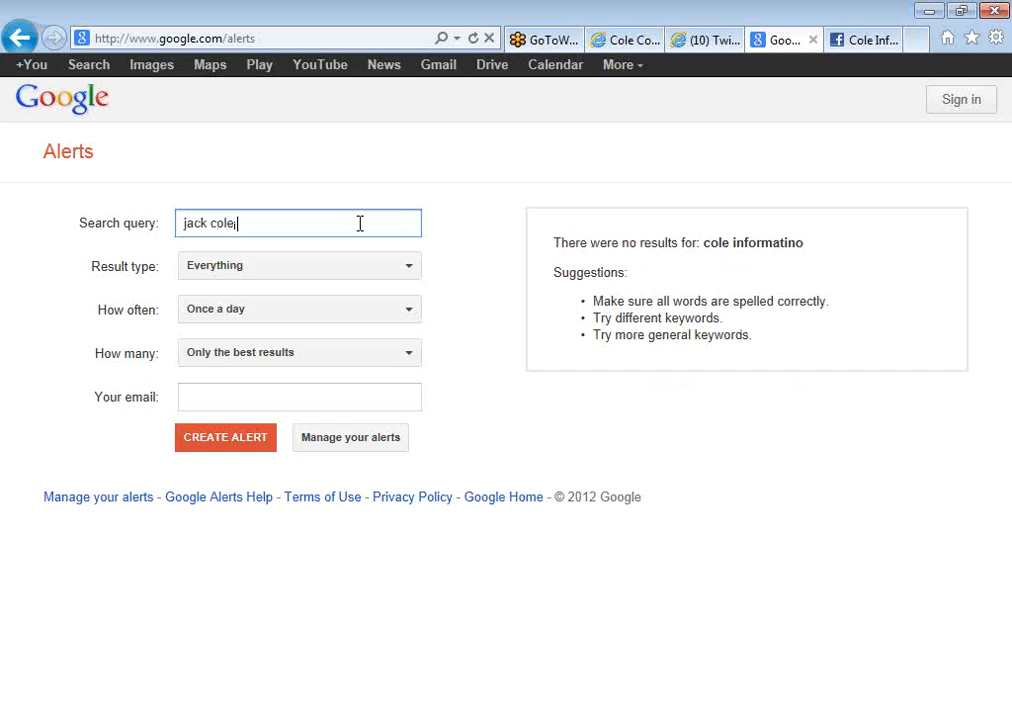 http://www.google.com/alerts
GoToW...
Cole Co...
(10) Twi...
Goo...
Cole Inf...
+You Search Images Maps Play YouTube News Gmail Drive Calendar More
Google
Sign in
Alerts
Search query: jack cole
Result type: Everything
How often: Once a day
How many: Only the best results
Your email:
CREATE ALERT
Manage your alerts
There were no results for: cole informatino
Suggestions:
• Make sure all words are spelled correctly.
• Try different keywords.
• Try more general keywords.
Manage your alerts - Google Alerts Help - Terms of Use - Privacy Policy - Google Home - © 2012 Google